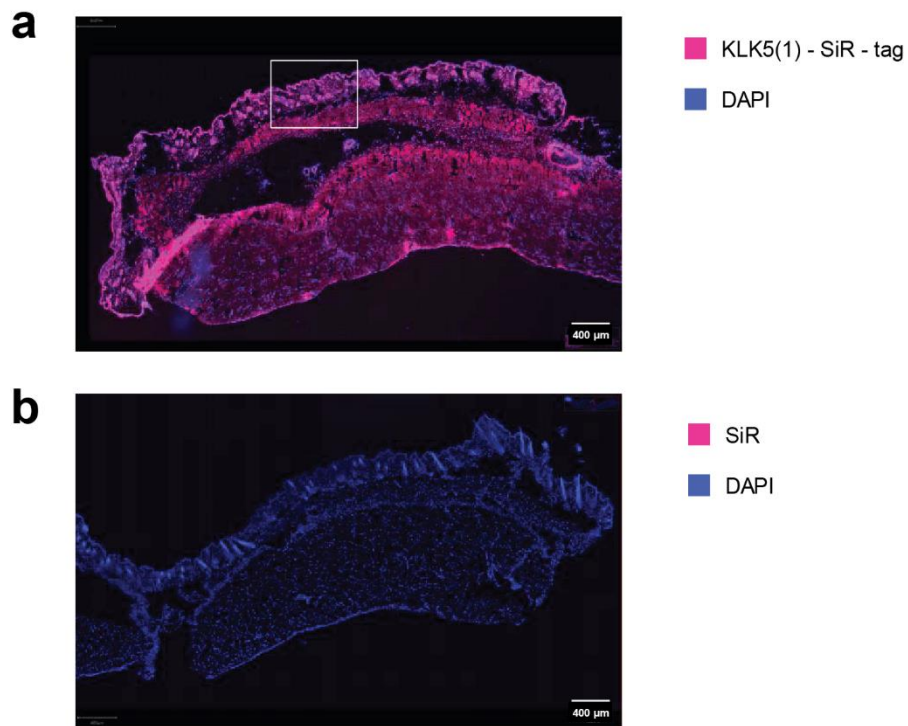 a
KLK5(1) - SiR - tag
DAPI
400 µm
b
SiR
DAPI
400 µm